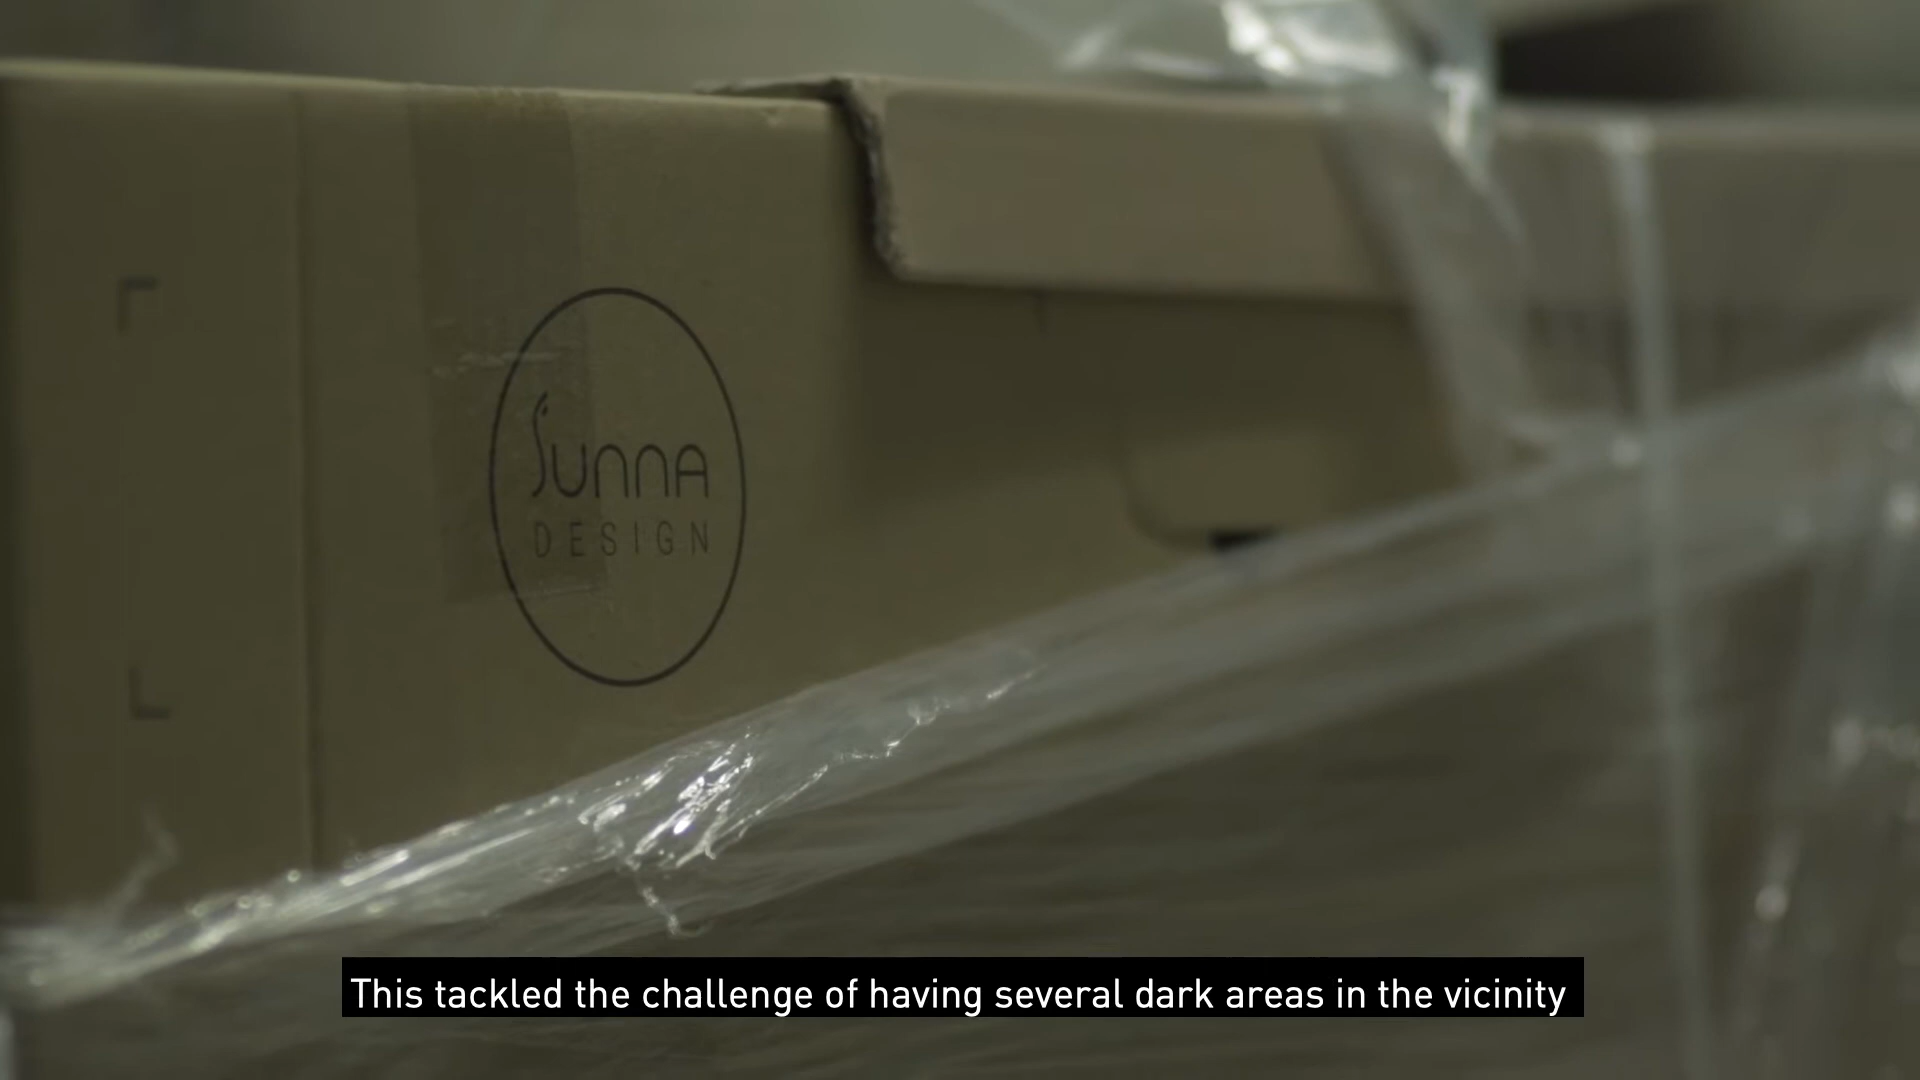 SUNNA
DESIGN
This tackled the challenge of having several dark areas in the vicinity